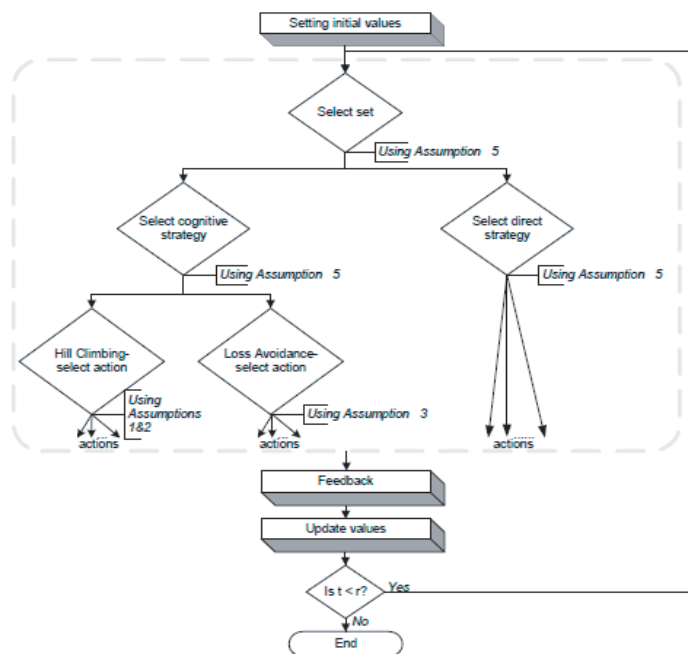 Setting initial values
Select set
Using Assumption 5
Select cognitive
strategy
Select direct
strategy
Using Assumption 5
Using Assumption 5
Hill Climbing-
select action
Loss Avoidance-
select action
Using
Assumptions
1&2
Using Assumption 3
actions
actions
actions
Feedback
Update values
Is t < r?
Yes
No
End